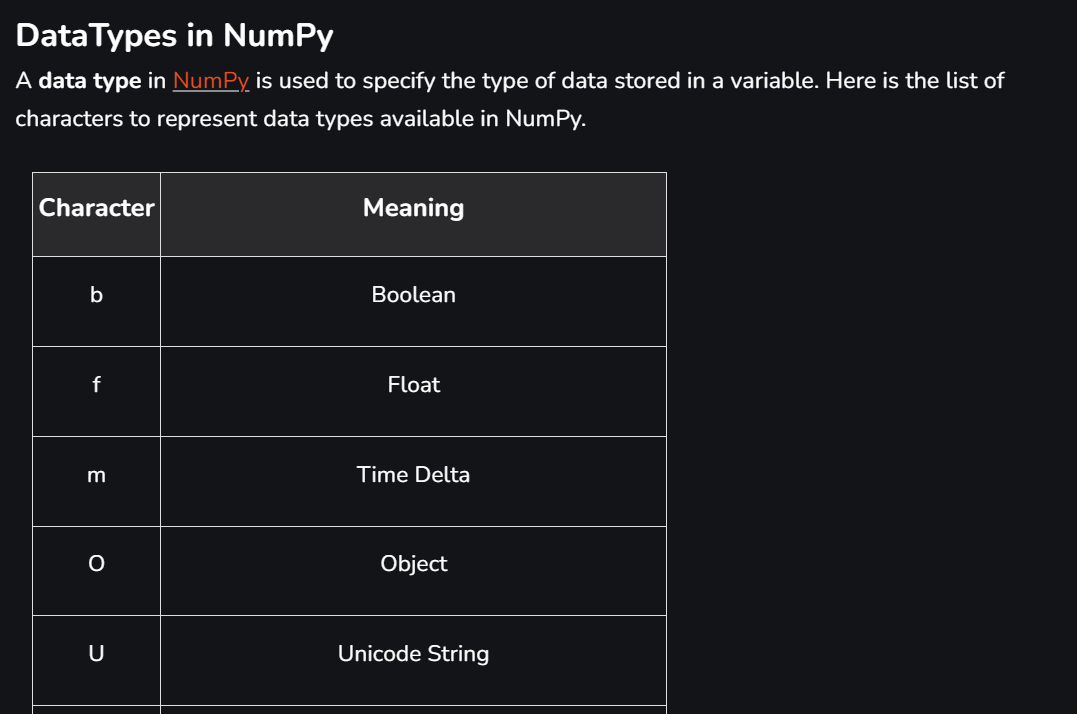 DataTypes in NumPy
A data type in NumPy is used to specify the type of data stored in a variable. Here is the list of
characters to represent data types available in NumPy.
Character Meaning
b Boolean
f Float
m Time Delta
O Object
U Unicode String